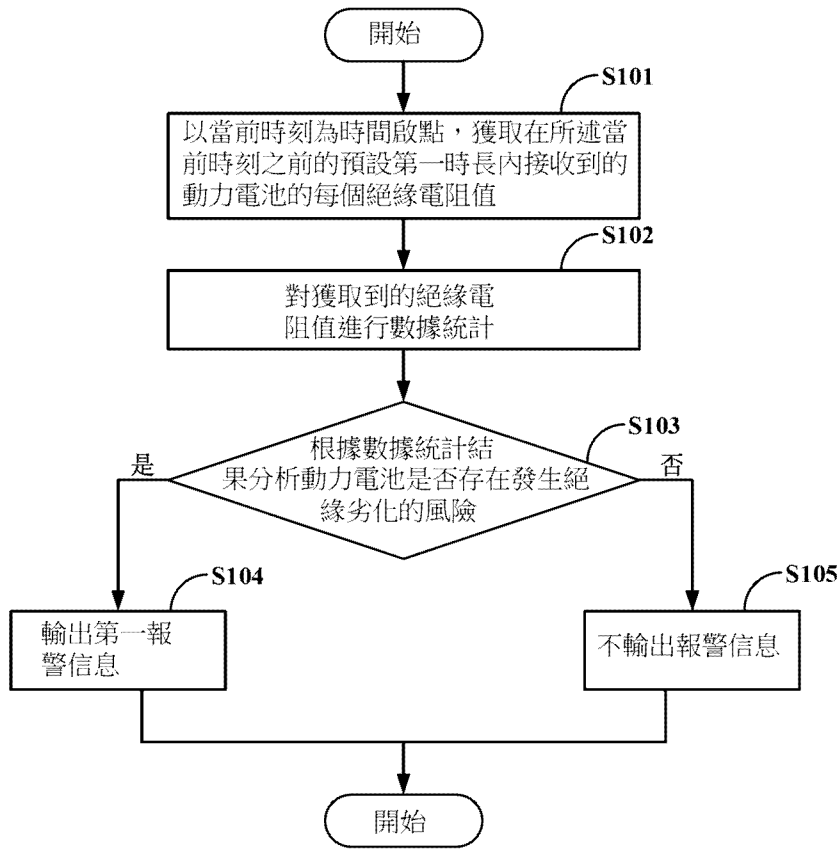 開始
S101
以當前時刻為時間啟點，獲取在所述當
前時刻之前的預設第一時長內接收到的
動力電池的每個絕緣電阻值
S102
對獲取到的絕緣電
阻值進行數據統計
S103
根據數據統計結
果分析動力電池是否存在發生絕
緣劣化的風險
是
否
S104
輸出第一報
警信息
S105
不輸出報警信息
開始